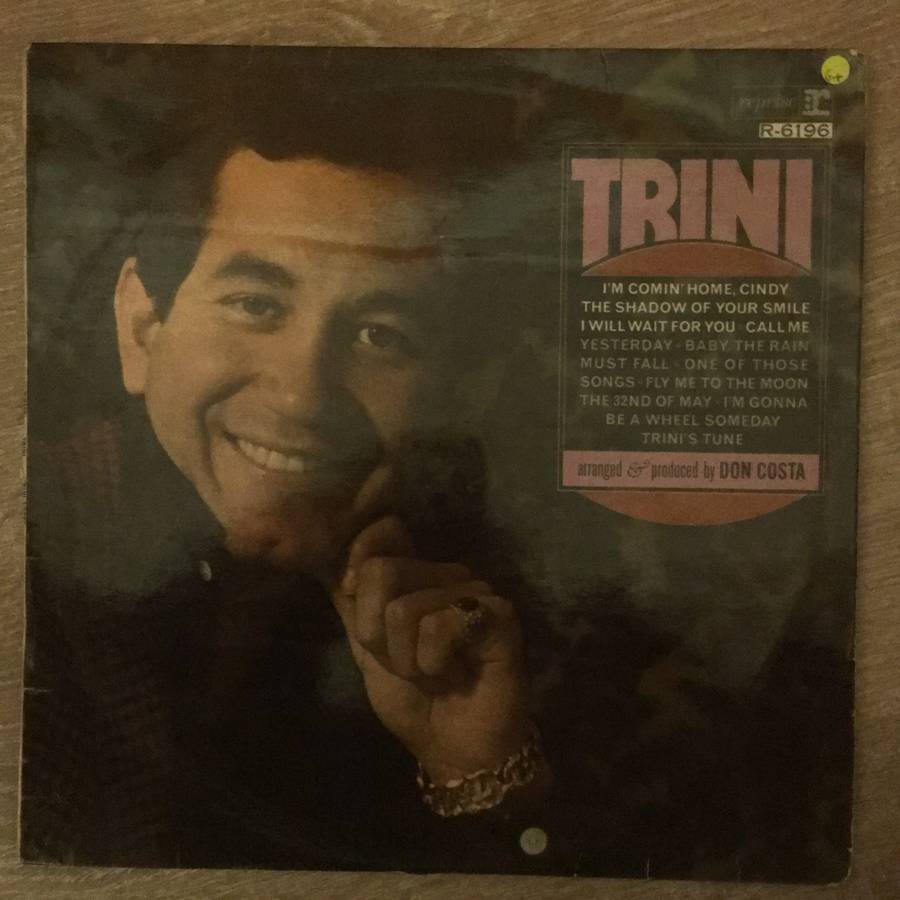 reprise
R-6196
TRINI
I'M COMIN' HOME, CINDY
THE SHADOW OF YOUR SMILE
I WILL WAIT FOR YOU · CALL ME
YESTERDAY · BABY, THE RAIN
MUST FALL · ONE OF THOSE
SONGS · FLY ME TO THE MOON
THE 32ND OF MAY · I'M GONNA
BE A WHEEL SOMEDAY
TRINI'S TUNE
arranged & produced by DON COSTA